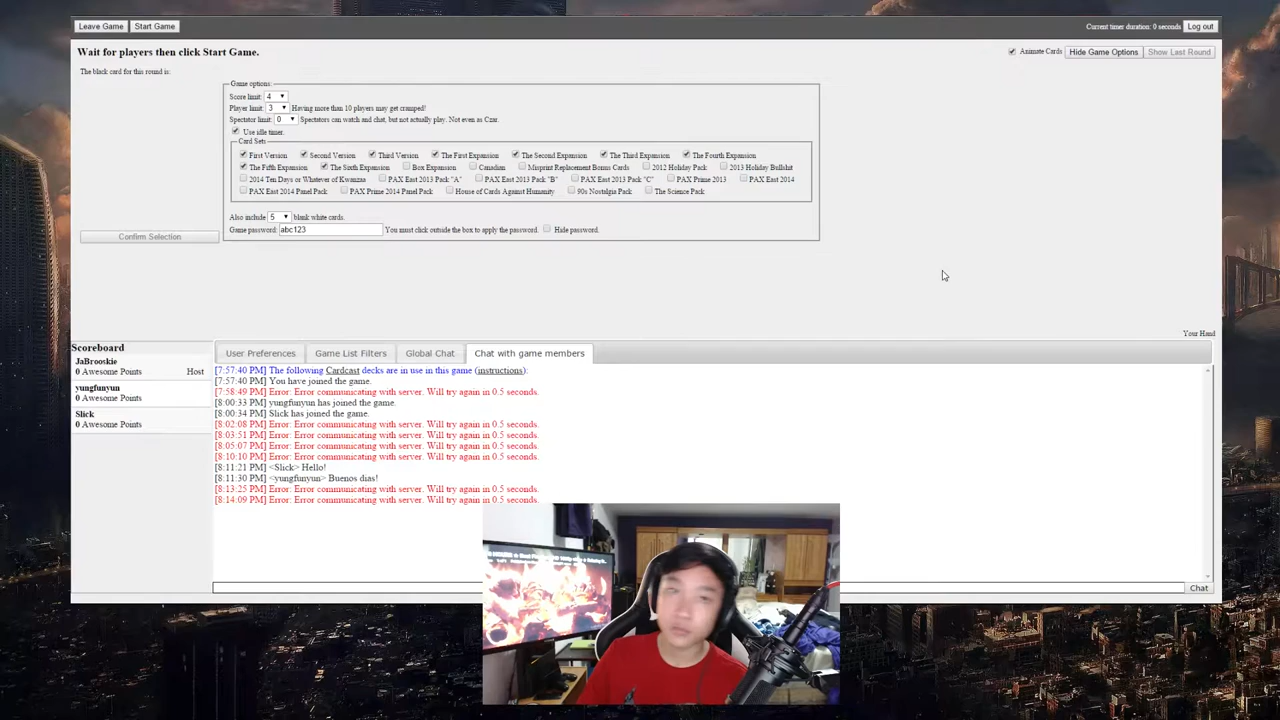 Leave Game Start Game Current timer duration: 0 seconds Log out
Wait for players then click Start Game. Animate Cards Hide Game Options Show Last Round
The black card for this round is:
Game options:
Score limit: 4
Player limit: 3 Having more than 10 players may get cramped!
Spectator limit: 0 Spectators can watch and chat, but not actually play. Not even as Czar.
Use idle timer.
Card Sets
First Version Second Version Third Version The First Expansion The Second Expansion The Third Expansion The Fourth Expansion
The Fifth Expansion The Sixth Expansion Box Expansion Canadian Misprint Replacement Bonus Cards 2012 Holiday Pack 2013 Holiday Bullshit
2014 Ten Days or Whatever of Kwanzaa PAX East 2013 Pack "A" PAX East 2013 Pack "B" PAX East 2013 Pack "C" PAX Prime 2013 PAX East 2014
PAX East 2014 Panel Pack PAX Prime 2014 Panel Pack House of Cards Against Humanity 90s Nostalgia Pack The Science Pack
Also include 5 blank white cards.
Game password: abc123 You must click outside the box to apply the password. Hide password.
Confirm Selection
Your Hand
Scoreboard
JaBrooskie
0 Awesome Points Host
yungfunyun
0 Awesome Points
Slick
0 Awesome Points
User Preferences Game List Filters Global Chat Chat with game members
[7:57:40 PM] The following Cardcast decks are in use in this game (instructions):
[7:57:40 PM] You have joined the game.
[7:58:49 PM] Error: Error communicating with server. Will try again in 0.5 seconds.
[8:00:33 PM] yungfunyun has joined the game.
[8:00:34 PM] Slick has joined the game.
[8:02:08 PM] Error: Error communicating with server. Will try again in 0.5 seconds.
[8:03:51 PM] Error: Error communicating with server. Will try again in 0.5 seconds.
[8:05:07 PM] Error: Error communicating with server. Will try again in 0.5 seconds.
[8:10:10 PM] Error: Error communicating with server. Will try again in 0.5 seconds.
[8:11:21 PM] <Slick> Hello!
[8:11:30 PM] <yungfunyun> Buenos dias!
[8:13:25 PM] Error: Error communicating with server. Will try again in 0.5 seconds.
[8:14:09 PM] Error: Error communicating with server. Will try again in 0.5 seconds.
Chat